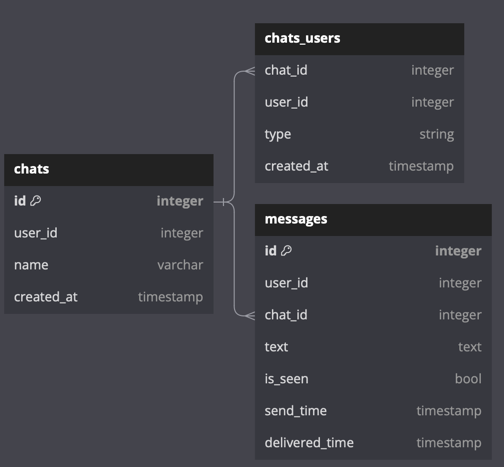 chats_users
chat_id integer
user_id integer
type string
created_at timestamp
chats
id integer
user_id integer
name varchar
created_at timestamp
messages
id integer
user_id integer
chat_id integer
text text
is_seen bool
send_time timestamp
delivered_time timestamp